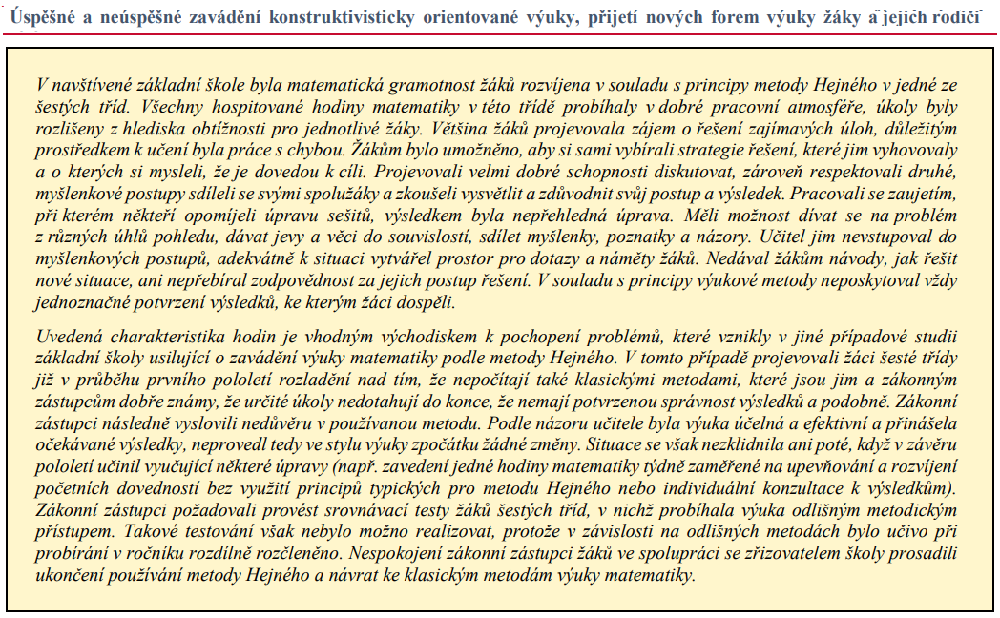 Úspěšné a neúspěšné zavádění konstruktivisticky orientované výuky, přijetí nových forem výuky žáky a jejich rodiči
V navštívené základní škole byla matematická gramotnost žáků rozvíjena v souladu s principy metody Hejného v jedné ze
šestých tříd. Všechny hospitované hodiny matematiky v této třídě probíhaly v dobré pracovní atmosféře, úkoly byly
rozlišeny z hlediska obtížnosti pro jednotlivé žáky. Většina žáků projevovala zájem o řešení zajímavých úloh, důležitým
prostředkem k učení byla práce s chybou. Žákům bylo umožněno, aby si sami vybírali strategie řešení, které jim vyhovovaly
a o kterých si mysleli, že je dovedou k cíli. Projevovali velmi dobré schopnosti diskutovat, zároveň respektovali druhé,
myšlenkové postupy sdíleli se svými spolužáky a zkoušeli vysvětlit a zdůvodnit svůj postup a výsledek. Pracovali se zaujetím,
při kterém někteří opomíjeli úpravu sešitů, výsledkem byla nepřehledná úprava. Měli možnost dívat se na problém
z různých úhlů pohledu, dávat jevy a věci do souvislostí, sdílet myšlenky, poznatky a názory. Učitel jim nevstupoval do
myšlenkových postupů, adekvátně k situaci vytvářel prostor pro dotazy a náměty žáků. Nedával žákům návody, jak řešit
nové situace, ani nepřebíral zodpovědnost za jejich postup řešení. V souladu s principy výukové metody neposkytoval vždy
jednoznačné potvrzení výsledků, ke kterým žáci dospěli.
Uvedená charakteristika hodin je vhodným východiskem k pochopení problémů, které vznikly v jiné případové studii
základní školy usilující o zavádění výuky matematiky podle metody Hejného. V tomto případě projevovali žáci šesté třídy
již v průběhu prvního pololetí rozladění nad tím, že nepočítají také klasickými metodami, které jsou jim a zákonným
zástupcům dobře známy, že určité úkoly nedotahují do konce, že nemají potvrzenou správnost výsledků a podobně. Zákonní
zástupci následně vyslovili nedůvěru v používanou metodu. Podle názoru učitele byla výuka účelná a efektivní a přinášela
očekávané výsledky, neprovedl tedy ve stylu výuky zpočátku žádné změny. Situace se však nezklidnila ani poté, když v závěru
pololetí učinil vyučující některé úpravy (např. zavedení jedné hodiny matematiky týdně zaměřené na upevňování a rozvíjení
početních dovedností bez využití principů typických pro metodu Hejného nebo individuální konzultace k výsledkům).
Zákonní zástupci požadovali provést srovnávací testy žáků šestých tříd, v nichž probíhala výuka odlišným metodickým
přístupem. Takové testování však nebylo možno realizovat, protože v závislosti na odlišných metodách bylo učivo při
probírání v ročníku rozdílně rozčleněno. Nespokojení zákonní zástupci žáků ve spolupráci se zřizovatelem školy prosadili
ukončení používání metody Hejného a návrat ke klasickým metodám výuky matematiky.